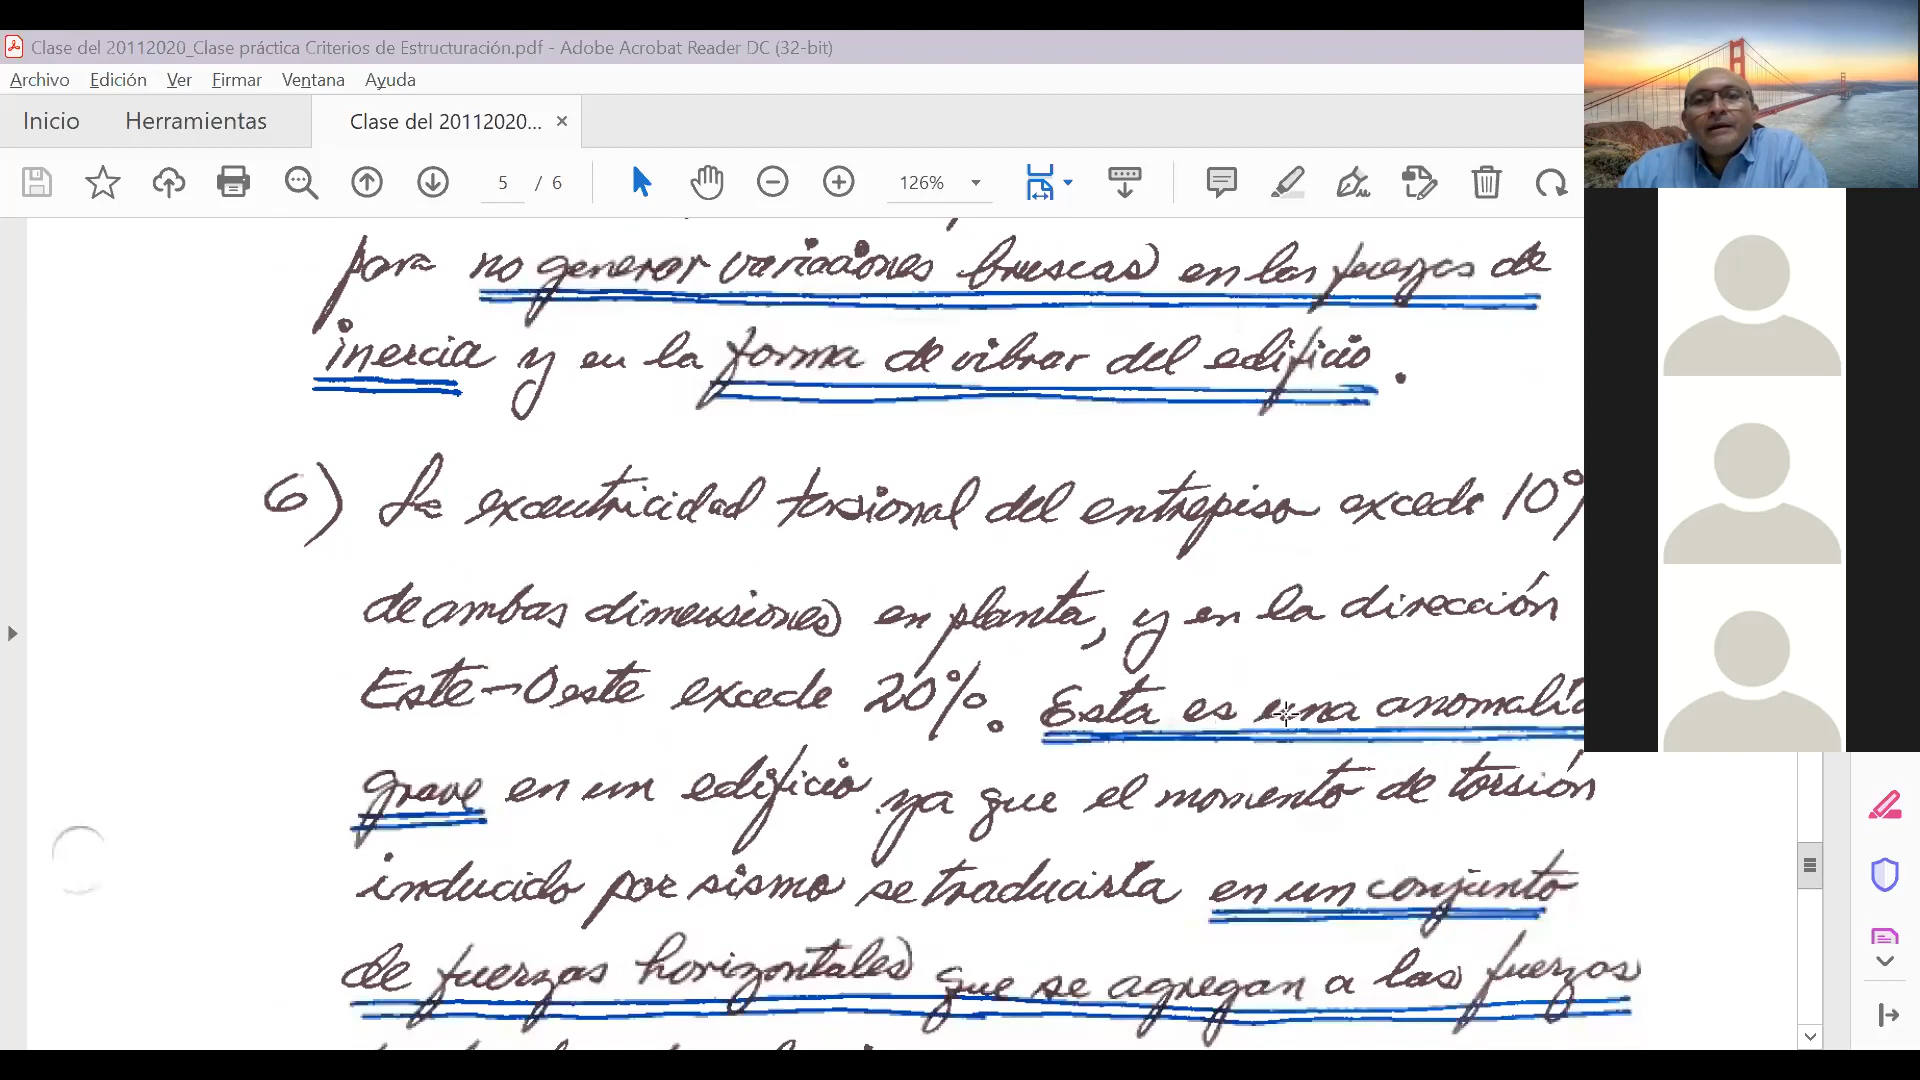 Clase del 20112020_Clase práctica Criterios de Estructuración.pdf - Adobe Acrobat Reader DC (32-bit)
Archivo Edición Ver Firmar Ventana Ayuda
Inicio Herramientas Clase del 20112020... ×
5 / 6 126%
para no generar variaciones bruscas en las fuerzas de
inercia y en la forma de vibrar del edificio.
6) La excentricidad torsional del entrepiso excede 10%
de ambas dimensiones en planta, y en la dirección
Este-Oeste excede 20%. Esta es una anomalía
grave en un edificio ya que el momento de torsión
inducido por sismo se traduciría en un conjunto
de fuerzas horizontales que se agregan a las fuerzas